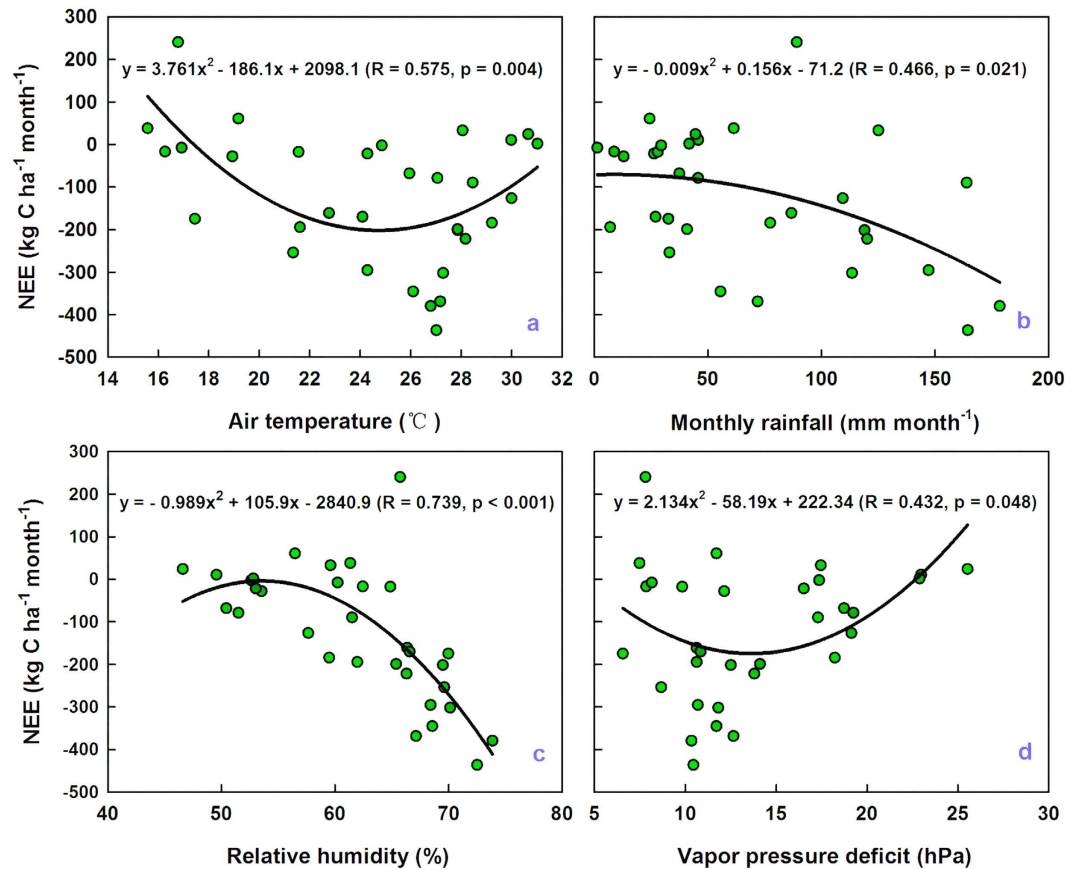 300
200
100
0
-100
-200
-300
-400
-500
NEE (kg C ha⁻¹ month⁻¹)
y = 3.761x² - 186.1x + 2098.1 (R = 0.575, p = 0.004)
a
14 16 18 20 22 24 26 28 30 32
Air temperature (℃)
y = - 0.009x² + 0.156x - 71.2 (R = 0.466, p = 0.021)
b
0 50 100 150 200
Monthly rainfall (mm month⁻¹)
300
200
100
0
-100
-200
-300
-400
-500
NEE (kg C ha⁻¹ month⁻¹)
y = - 0.989x² + 105.9x - 2840.9 (R = 0.739, p < 0.001)
c
40 50 60 70 80
Relative humidity (%)
y = 2.134x² - 58.19x + 222.34 (R = 0.432, p = 0.048)
d
5 10 15 20 25 30
Vapor pressure deficit (hPa)